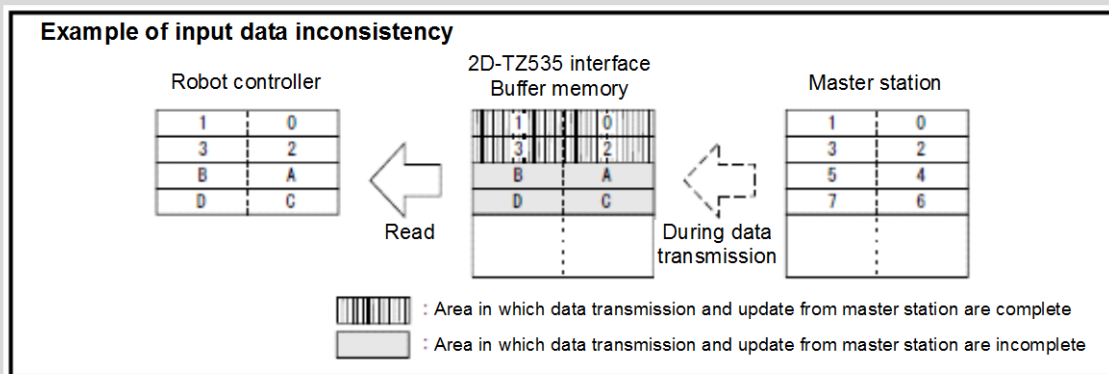 Example of input data inconsistency
Robot controller
2D-TZ535 interface
Buffer memory
Master station
1 0
3 2
B A
D C
1 0
3 2
B A
D C
1 0
3 2
5 4
7 6
Read
During data
transmission
: Area in which data transmission and update from master station are complete
: Area in which data transmission and update from master station are incomplete